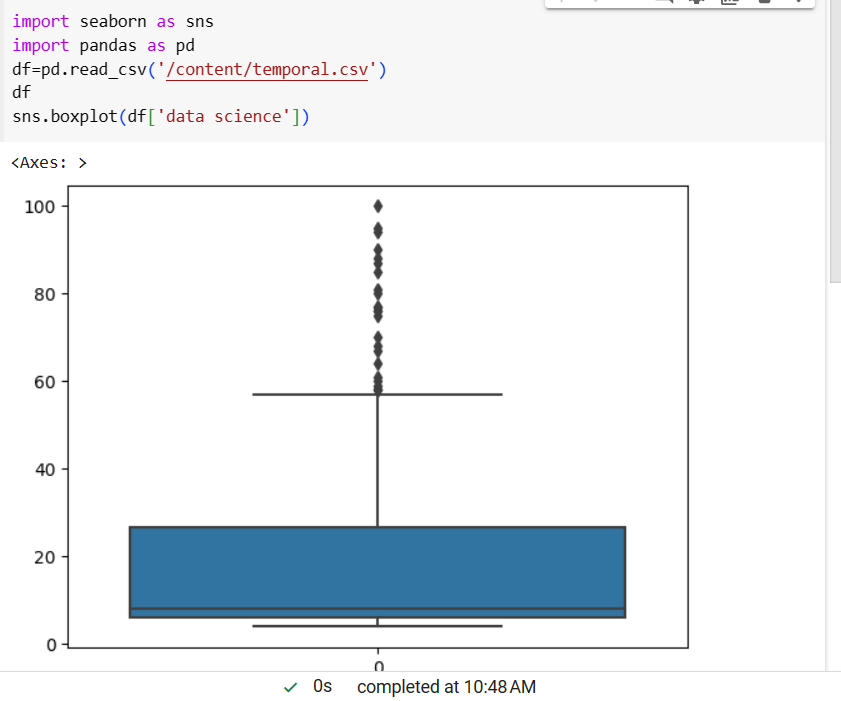 import seaborn as sns
import pandas as pd
df=pd.read_csv('/content/temporal.csv')
df
sns.boxplot(df['data science'])
<Axes: >
100
80
60
40
20
0
0
0s completed at 10:48 AM